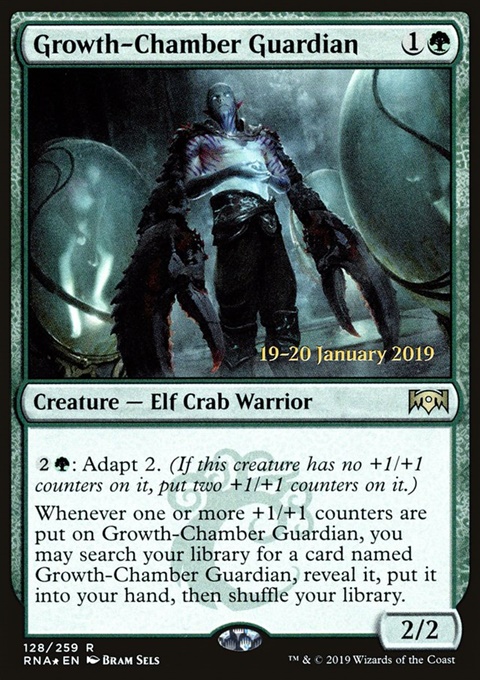 Growth-Chamber Guardian 1
19-20 January 2019
Creature — Elf Crab Warrior
2 : Adapt 2. (If this creature has no +1/+1
counters on it, put two +1/+1 counters on it.)
Whenever one or more +1/+1 counters are
put on Growth-Chamber Guardian, you
may search your library for a card named
Growth-Chamber Guardian, reveal it, put it
into your hand, then shuffle your library.
2/2
128/259 R
RNA★EN Bram Sels
™ & © 2019 Wizards of the Coast